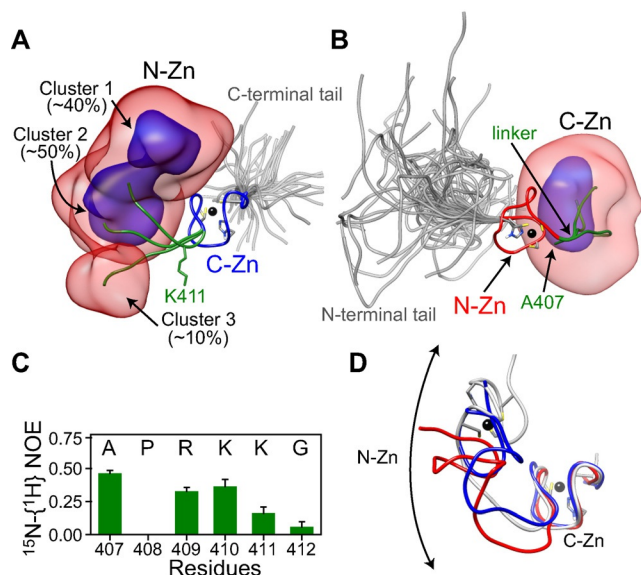 A
N-Zn
Cluster 1
(~40%)
Cluster 2
(~50%)
C-terminal tail
C-Zn
K411
Cluster 3
(~10%)
B
C-Zn
linker
N-Zn
A407
N-terminal tail
C
15N-{1H} NOE
0.75
0.50
0.25
0.00
A P R K K G
407 408 409 410 411 412
Residues
D
N-Zn
C-Zn